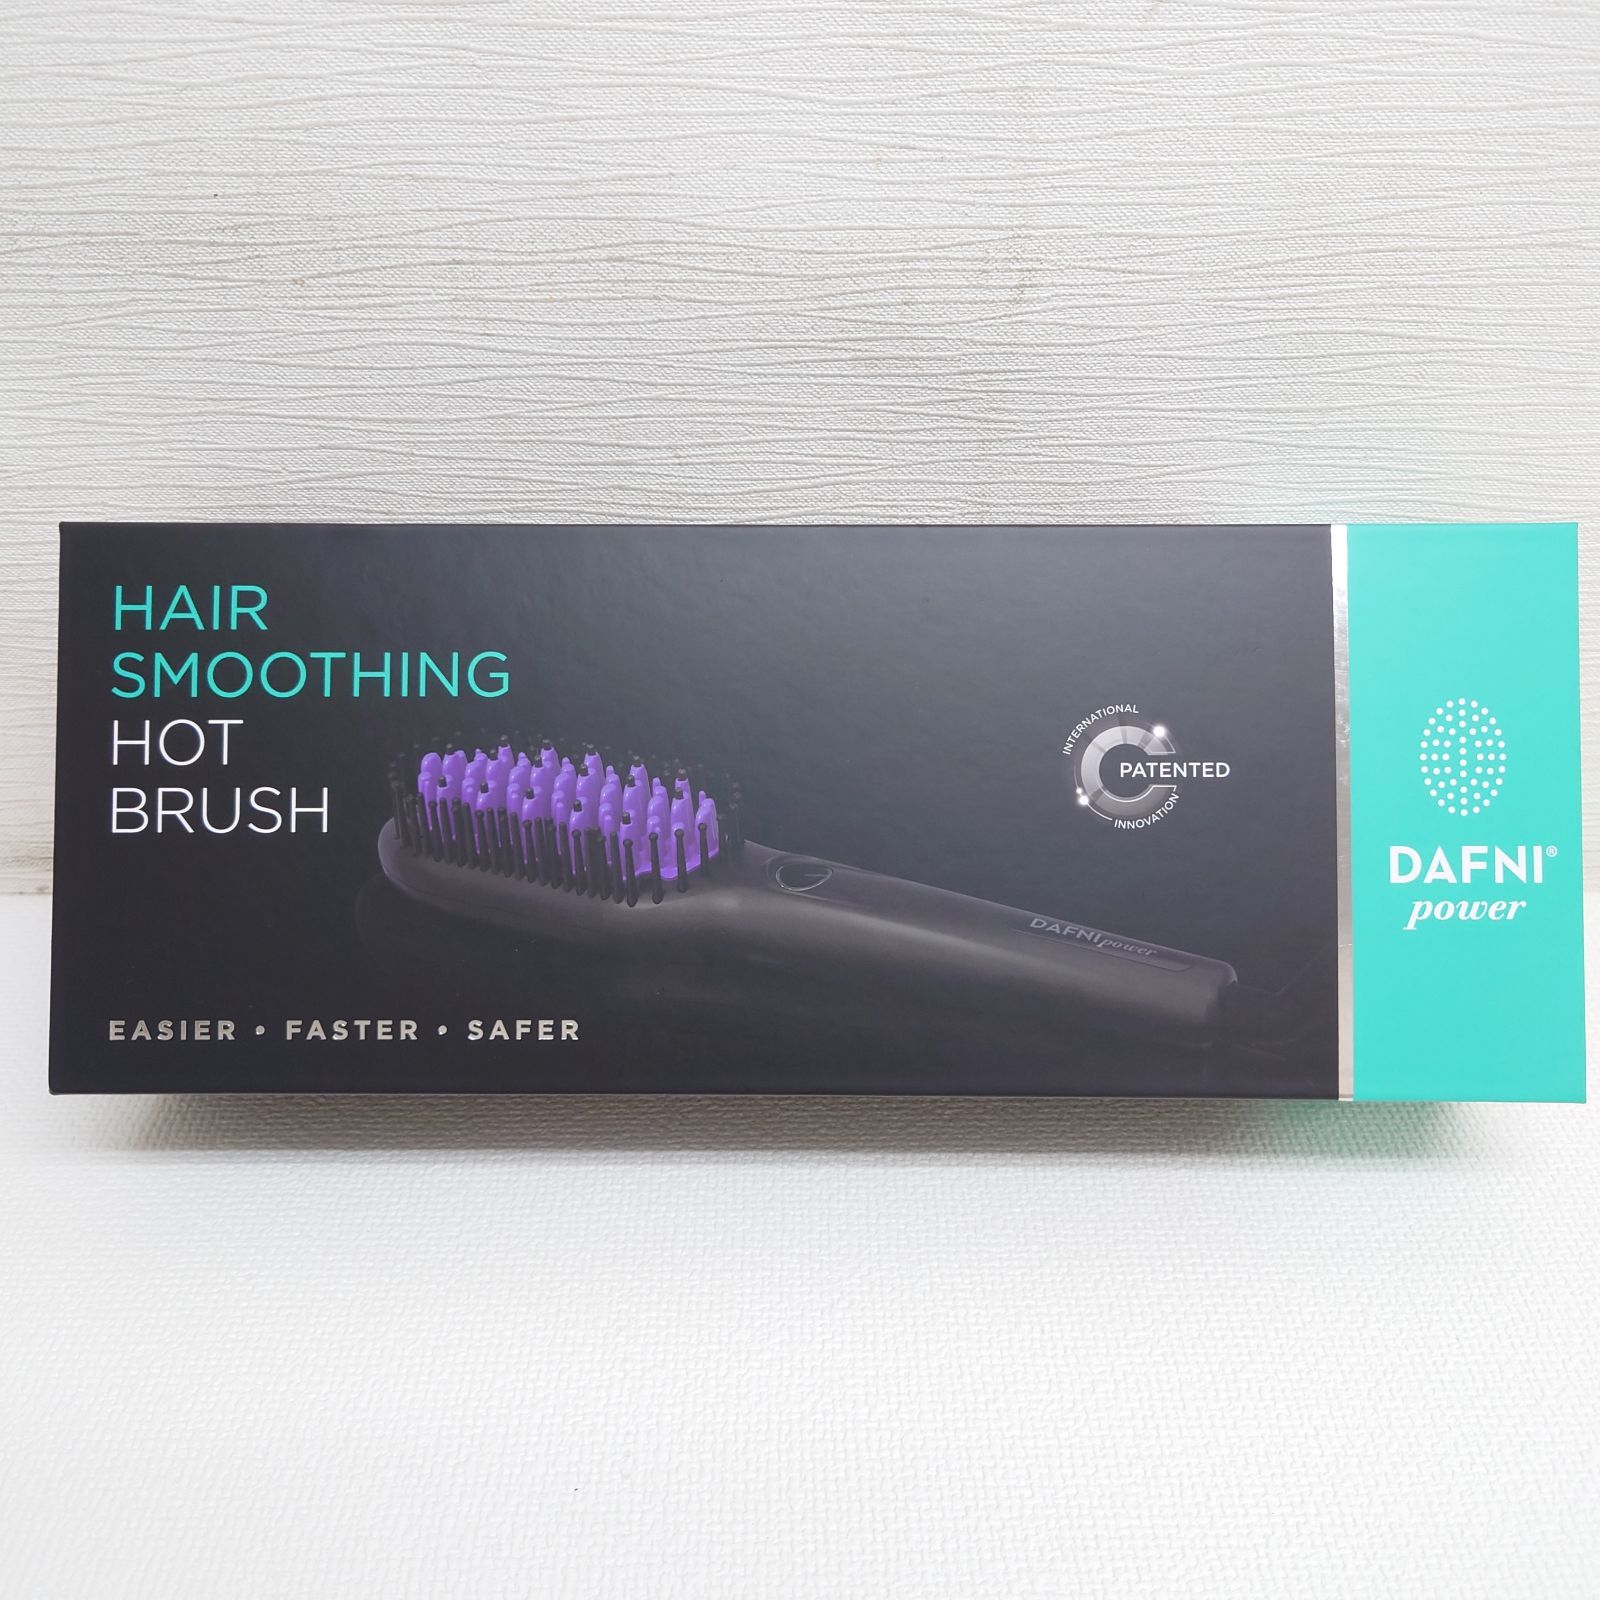 HAIR
SMOOTHING
HOT
BRUSH
INTERNATIONAL
PATENTED
INNOVATION
DAFNI power
EASIER • FASTER • SAFER
DAFNI®
power